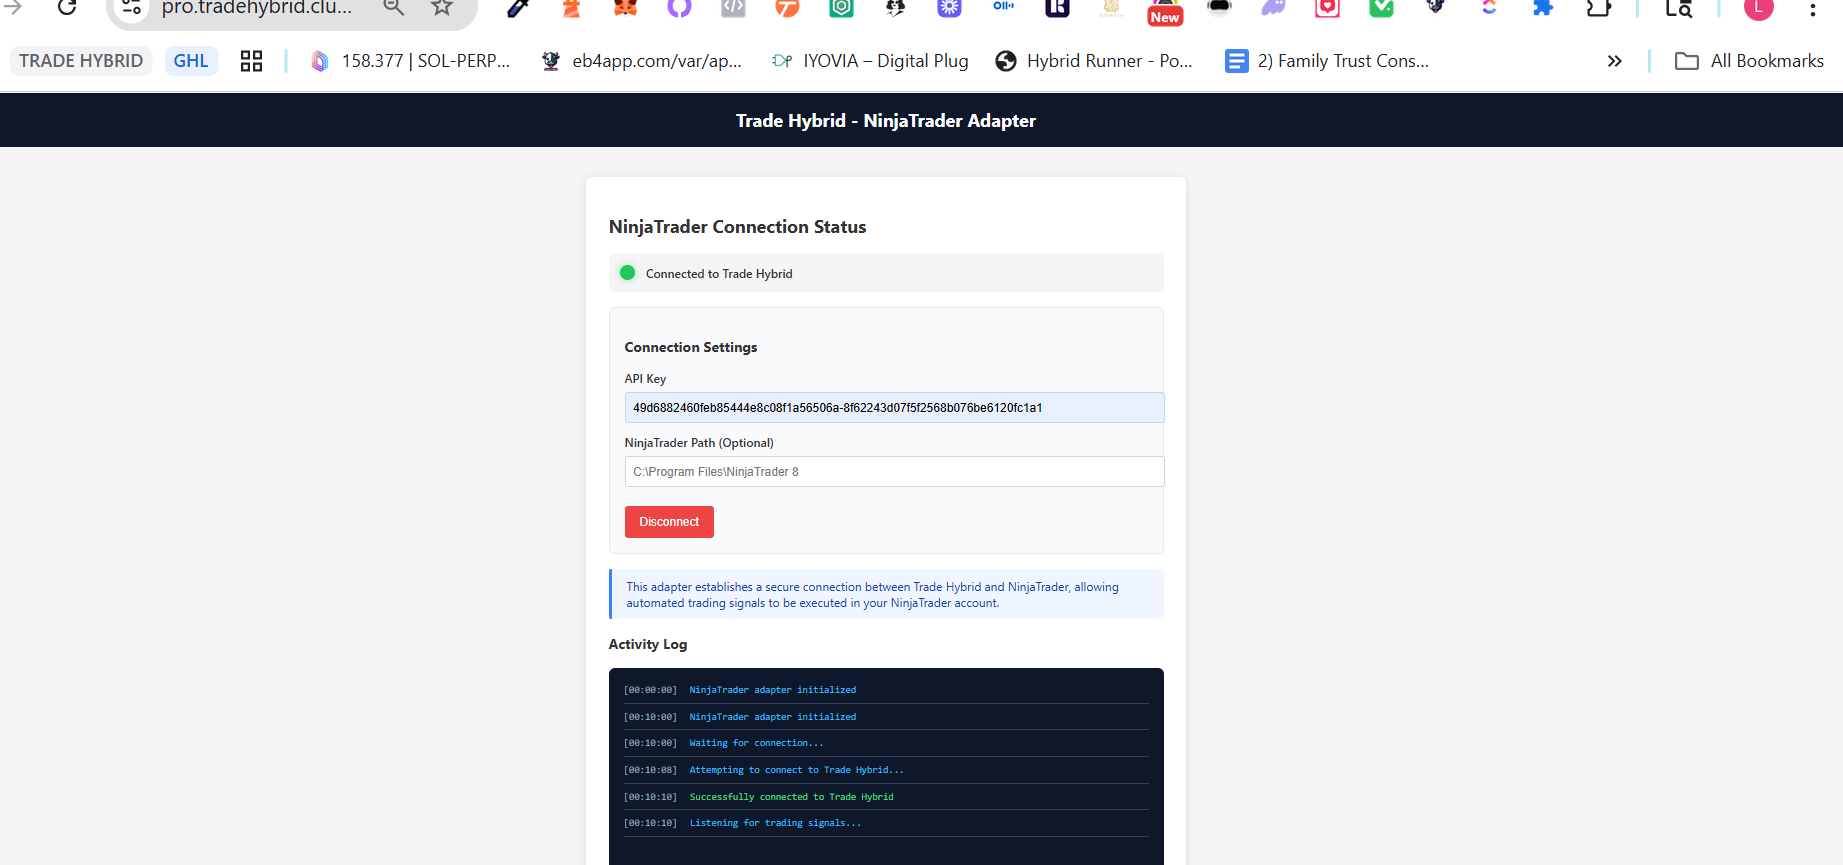 pro.tradehybrid.clu...
New
L
TRADE HYBRID
GHL
158.377 | SOL-PERP...
eb4app.com/var/ap...
IYOVIA – Digital Plug
Hybrid Runner - Po...
2) Family Trust Cons...
All Bookmarks
Trade Hybrid - NinjaTrader Adapter
NinjaTrader Connection Status
Connected to Trade Hybrid
Connection Settings
API Key
49d6882460feb85444e8c08f1a56506a-8f62243d07f5f2568b076be6120fc1a1
NinjaTrader Path (Optional)
C:\Program Files\NinjaTrader 8
Disconnect
This adapter establishes a secure connection between Trade Hybrid and NinjaTrader, allowing
automated trading signals to be executed in your NinjaTrader account.
Activity Log
[00:00:00] NinjaTrader adapter initialized
[00:10:00] NinjaTrader adapter initialized
[00:10:00] Waiting for connection...
[00:10:08] Attempting to connect to Trade Hybrid...
[00:10:10] Successfully connected to Trade Hybrid
[00:10:10] Listening for trading signals...